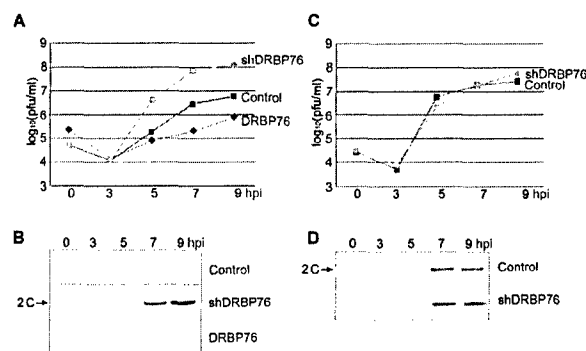 A
C
9
8
7
6
5
4
3
log₁₀(pfu/ml)
shDRBP76
Control
DRBP76
0 3 5 7 9 hpi
9
8
7
6
5
4
3
log₁₀(pfu/ml)
shDRBP76
Control
0 3 5 7 9 hpi
B
0 3 5 7 9 hpi
2C→
Control
shDRBP76
DRBP76
D
0 3 5 7 9 hpi
2C→
Control
shDRBP76